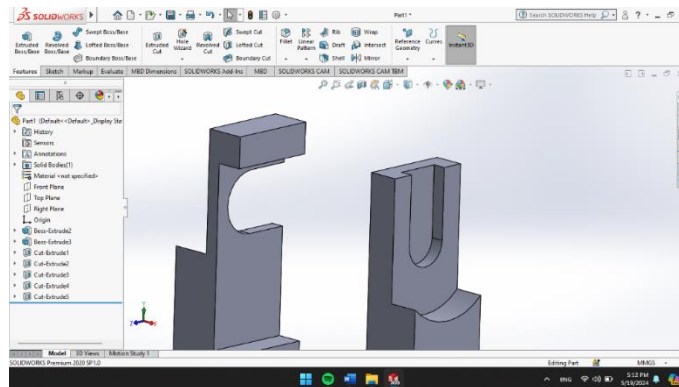 SOLIDWORKS
Part1 *
Search SOLIDWORKS Help
Extruded Boss/Base
Revolved Boss/Base
Swept Boss/Base
Lofted Boss/Base
Boundary Boss/Base
Extruded Cut
Hole Wizard
Revolved Cut
Swept Cut
Lofted Cut
Boundary Cut
Fillet
Linear Pattern
Rib
Draft
Shell
Wrap
Intersect
Mirror
Reference Geometry
Curves
Instant3D
Features Sketch Markup Evaluate MBD Dimensions SOLIDWORKS Add-Ins MBD SOLIDWORKS CAM SOLIDWORKS CAM TBM
Part1 (Default<<Default>_Display Sta
History
Sensors
Annotations
Solid Bodies(1)
Material <not specified>
Front Plane
Top Plane
Right Plane
Origin
Boss-Extrude2
Boss-Extrude3
Cut-Extrude1
Cut-Extrude2
Cut-Extrude3
Cut-Extrude4
Cut-Extrude5
Model 3D Views Motion Study 1
SOLIDWORKS Premium 2020 SP1.0
Editing Part
MMGS
ENG
5:12 PM
5/19/2024